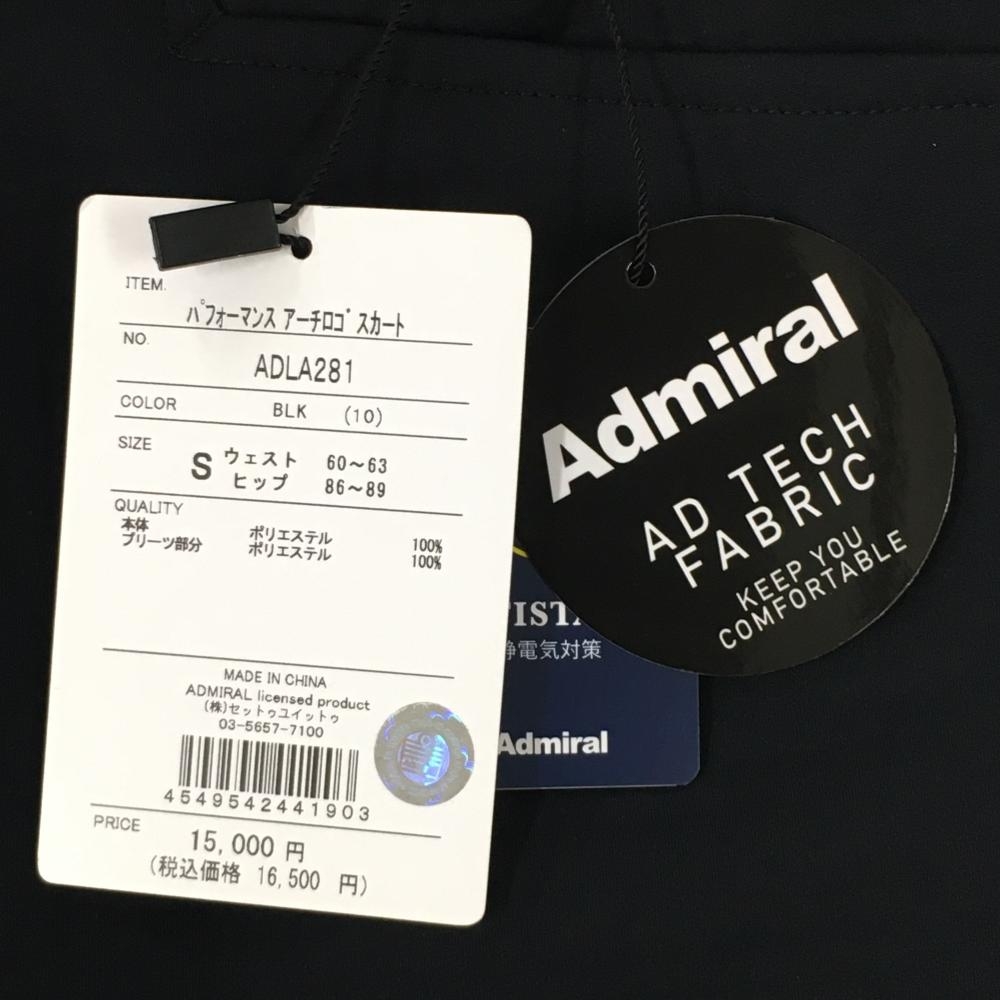 ITEM.
パフォーマンス アーチロゴ スカート
NO.
ADLA281
COLOR BLK (10)
SIZE S ウェスト 60～63
ヒップ 86～89
QUALITY
本体 ポリエステル 100%
プリーツ部分 ポリエステル 100%
MADE IN CHINA
ADMIRAL licensed product
(株)セットゥユイットゥ
03-5657-7100
4549542441903
PRICE 15,000 円
(税込価格 16,500 円)
Admiral
AD TECH
FABRIC
KEEP YOU
COMFORTABLE
静電気対策
Admiral